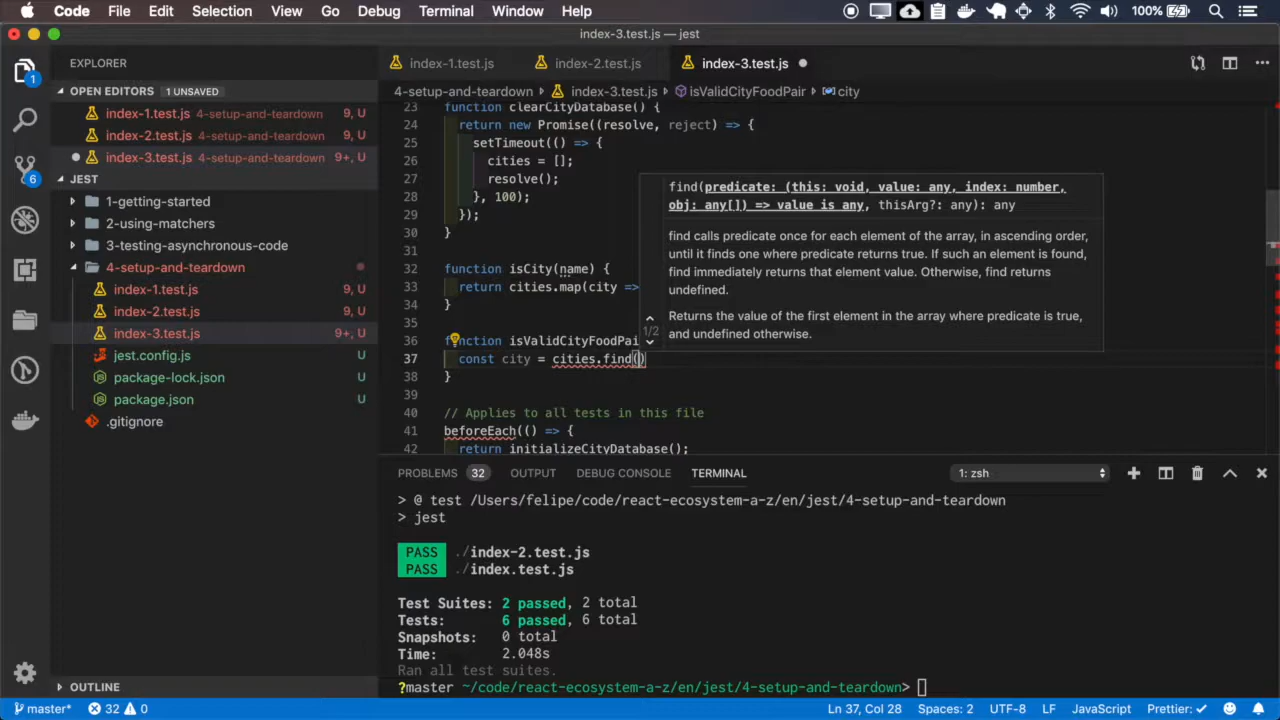 Code File Edit Selection View Go Debug Terminal Window Help 100%
index-3.test.js — jest
EXPLORER
index-1.test.js index-2.test.js index-3.test.js
OPEN EDITORS 1 UNSAVED
4-setup-and-teardown index-3.test.js isValidCityFoodPair city
index-1.test.js 4-setup-and-teardown 9, U
index-2.test.js 4-setup-and-teardown 9, U
index-3.test.js 4-setup-and-teardown 9+, U
JEST
1-getting-started
2-using-matchers
3-testing-asynchronous-code
4-setup-and-teardown
index-1.test.js 9, U
index-2.test.js 9, U
index-3.test.js 9+, U
jest.config.js U
package-lock.json U
package.json U
.gitignore
OUTLINE
1
6
23 function clearCityDatabase() {
24 return new Promise((resolve, reject) => {
25 setTimeout(() => {
26 cities = [];
27 resolve();
28 }, 100);
29 });
30 }
31
32 function isCity(name) {
33 return cities.map(city =>
34 }
35
36 function isValidCityFoodPai
37 const city = cities.find()
38 }
39
40 // Applies to all tests in this file
41 beforeEach(() => {
42 return initializeCityDatabase();
find(predicate: (this: void, value: any, index: number,
obj: any[]) => value is any, thisArg?: any): any
find calls predicate once for each element of the array, in ascending order,
until it finds one where predicate returns true. If such an element is found,
find immediately returns that element value. Otherwise, find returns
undefined.
1/2
Returns the value of the first element in the array where predicate is true,
and undefined otherwise.
PROBLEMS 32 OUTPUT DEBUG CONSOLE TERMINAL 1: zsh
> @ test /Users/felipe/code/react-ecosystem-a-z/en/jest/4-setup-and-teardown
> jest
PASS ./index-2.test.js
PASS ./index.test.js
Test Suites: 2 passed, 2 total
Tests: 6 passed, 6 total
Snapshots: 0 total
Time: 2.048s
Ran all test suites.
?master ~/code/react-ecosystem-a-z/en/jest/4-setup-and-teardown>
master* 32 0 Ln 37, Col 28 Spaces: 2 UTF-8 LF JavaScript Prettier: ✓